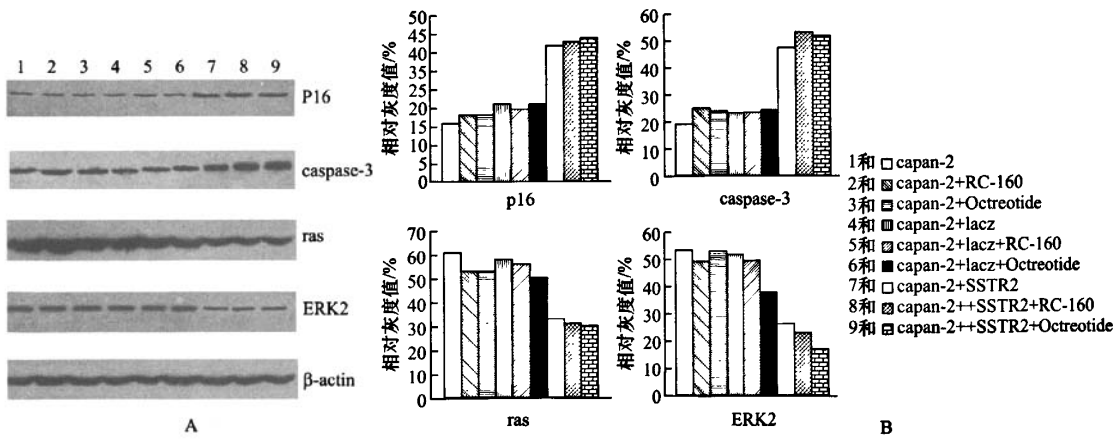 1 2 3 4 5 6 7 8 9
P16
caspase-3
ras
ERK2
β-actin
A
相对灰度值/%
50
45
40
30
25
20
15
10
5
0
p16
相对灰度值/%
60
50
40
30
20
10
0
caspase-3
相对灰度值/%
70
60
50
40
30
20
10
0
ras
相对灰度值/%
60
50
40
30
20
10
0
ERK2
1和 capan-2
2和 capan-2+RC-160
3和 capan-2+Octreotide
4和 capan-2+lacz
5和 capan-2+lacz+RC-160
6和 capan-2+lacz+Octreotide
7和 capan-2+SSTR2
8和 capan-2++SSTR2+RC-160
9和 capan-2++SSTR2+Octreotide
B